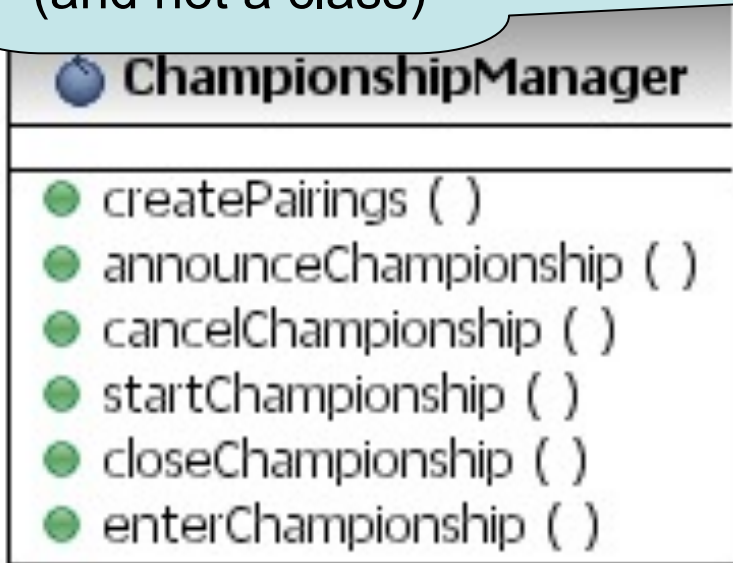 (and not a class)
ChampionshipManager
createPairings ( )
announceChampionship ( )
cancelChampionship ( )
startChampionship ( )
closeChampionship ( )
enterChampionship ( )